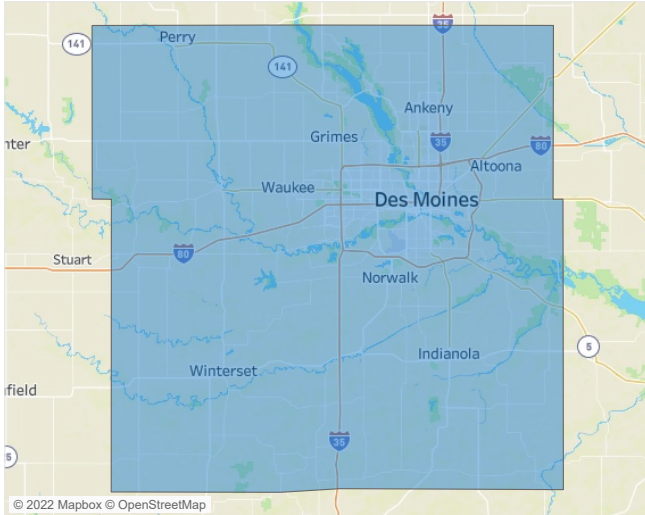 35
141
Perry
141
Ankeny
Grimes
35
80
nter
Altoona
Waukee
Des Moines
80
Stuart
Norwalk
5
Indianola
Winterset
field
35
5
© 2022 Mapbox © OpenStreetMap